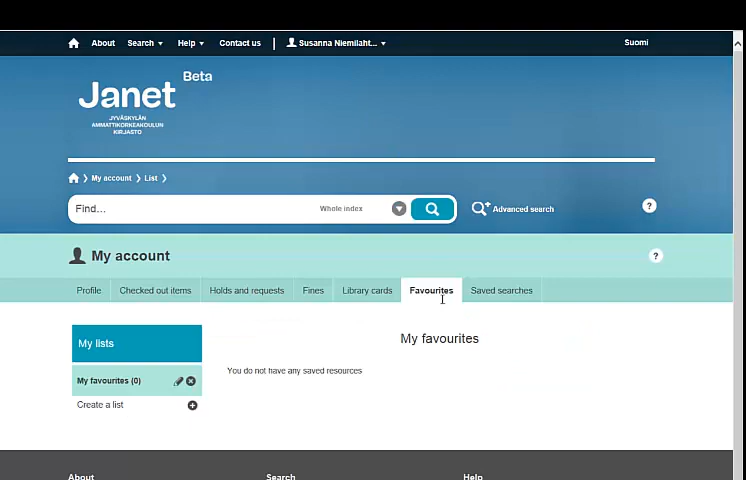 About Search Help Contact us Susanna Niemilaht... Suomi
Janet Beta
JYVÄSKYLÄN
AMMATTIKORKEAKOULUN
KIRJASTO
My account List
Find... Whole index Advanced search ?
My account ?
Profile Checked out items Holds and requests Fines Library cards Favourites Saved searches
My lists
My favourites
You do not have any saved resources
My favourites (0)
Create a list
About Search Help